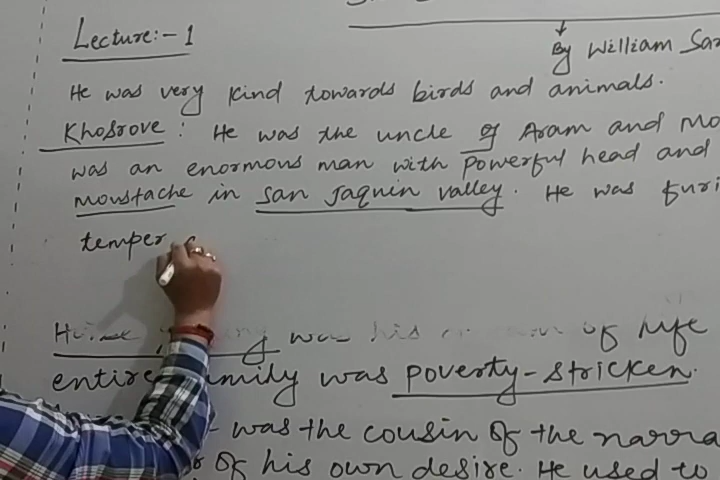 Lecture:- 1
By William Sar
He was very kind towards birds and animals.
Khosrove: He was the uncle of Aram and Mo
was an enormous man with powerful head and
moustache in san Jaquin valley. He was furi
temper
was his of life
entire family was poverty-stricken.
was the cousin of the narra
of his own desire. He used to